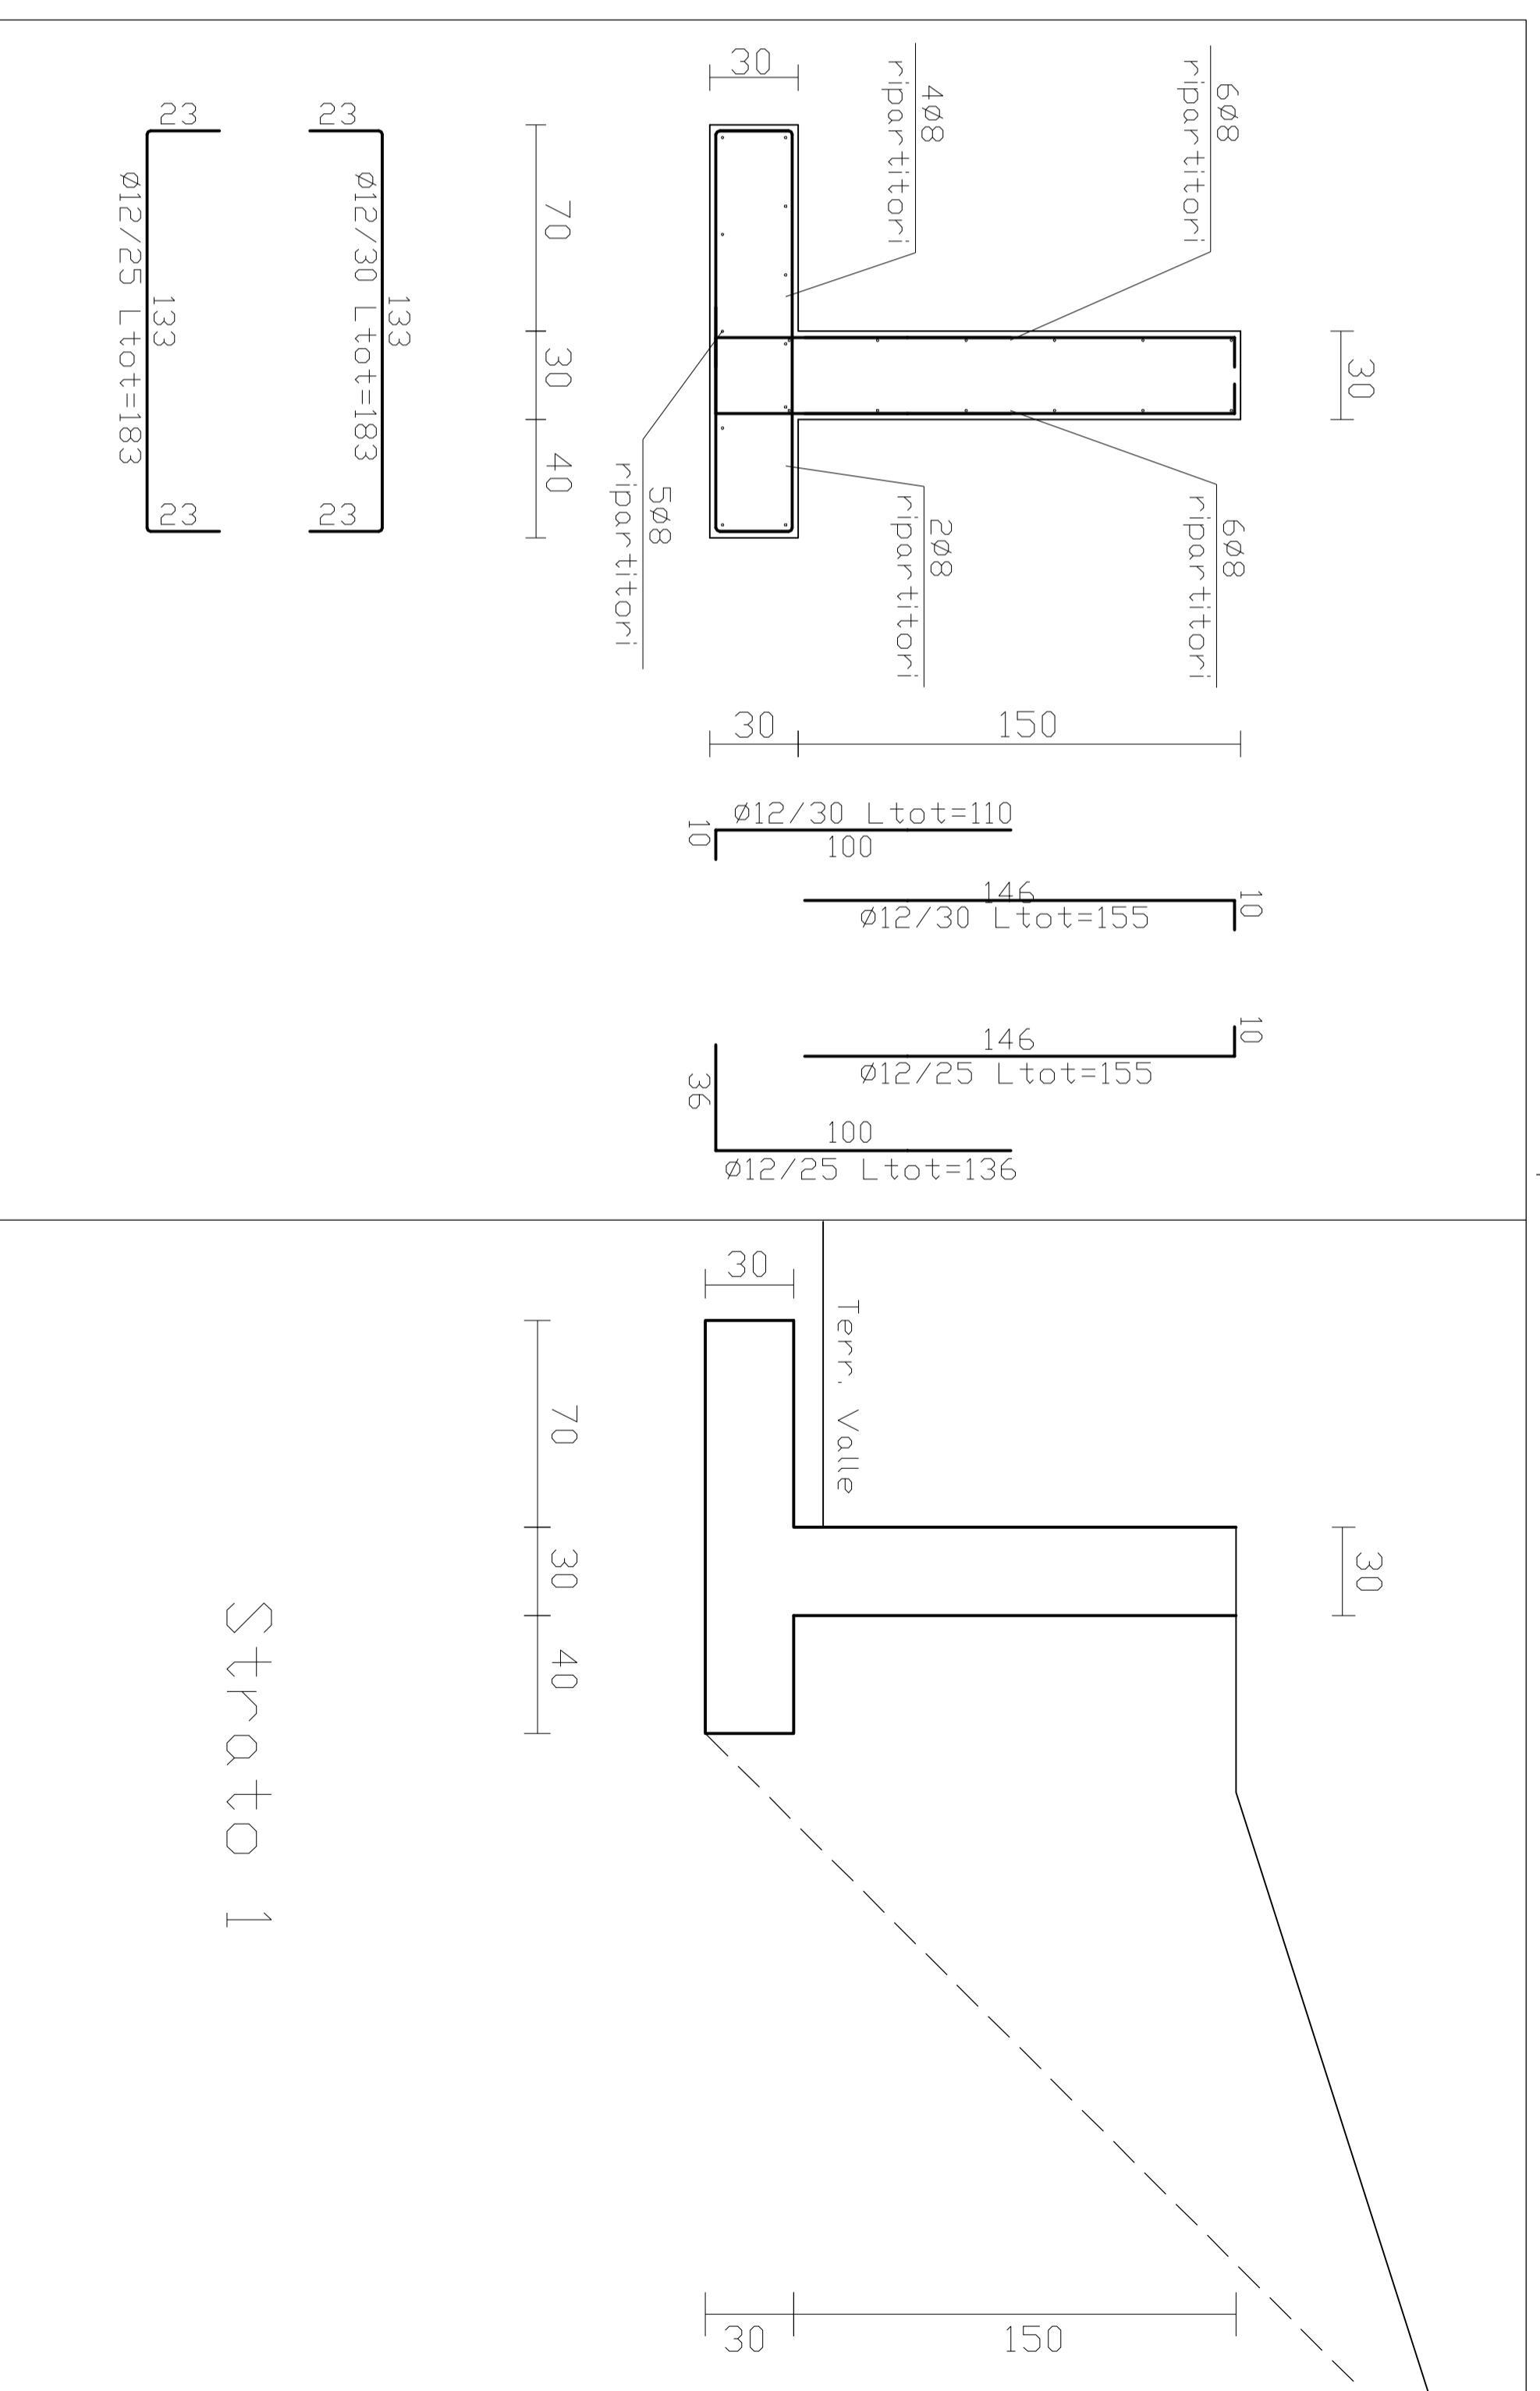 30
4Ø8
ripartitori
6Ø8
ripartitori
70
30
40
30
5Ø8
ripartitori
2Ø8
ripartitori
6Ø8
ripartitori
23
133
23
Ø12/30 Ltot=183
23
133
23
Ø12/25 Ltot=183
30
150
Ø12/30 Ltot=110
100
10
146
Ø12/30 Ltot=155
10
146
Ø12/25 Ltot=155
10
36
100
Ø12/25 Ltot=136
30
Terr. Valle
70
30
40
30
Strato 1
30
150